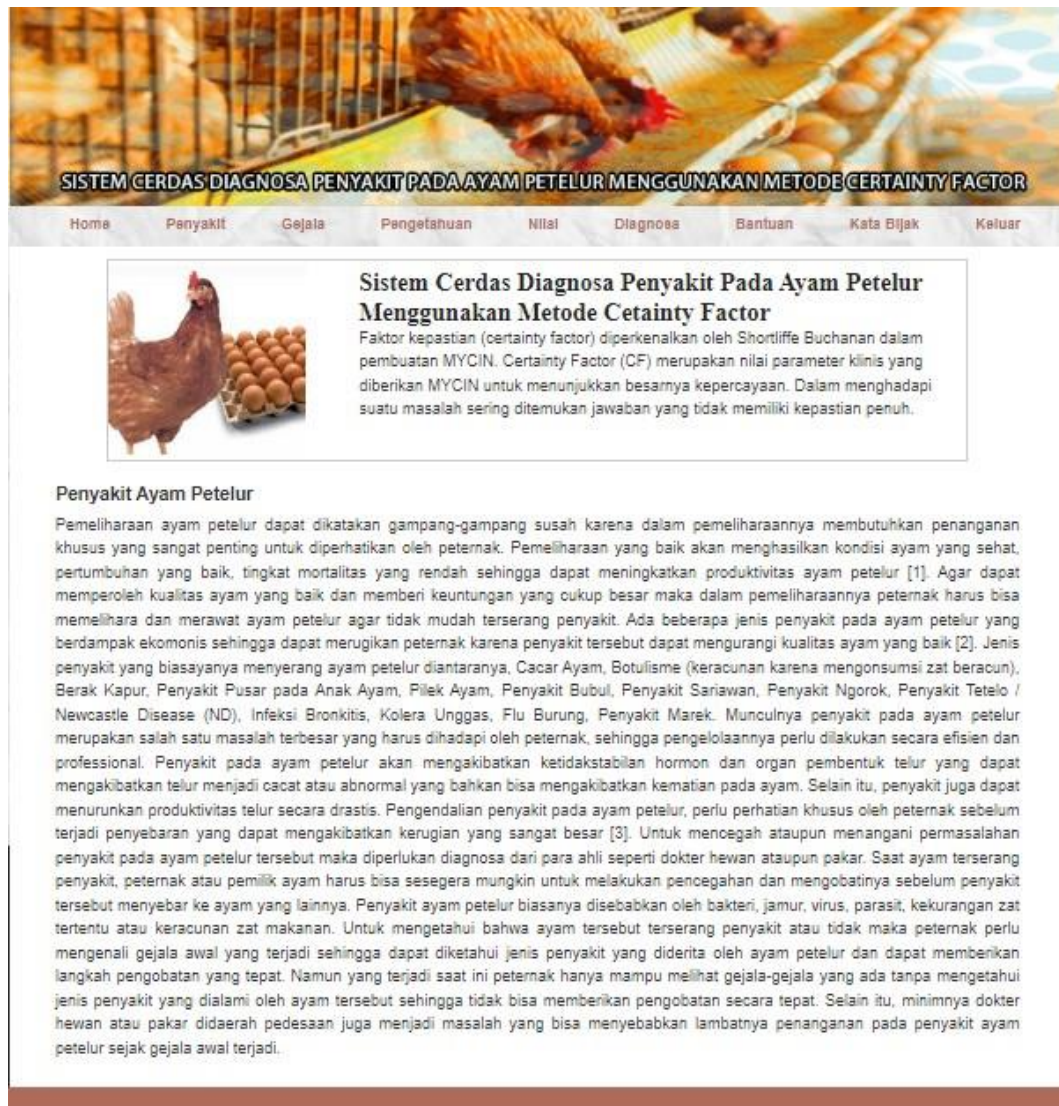 SISTEM CERDAS DIAGNOSA PENYAKIT PADA AYAM PETELUR MENGGUNAKAN METODE CERTAINTY FACTOR
Home Penyakit Gejala Pengetahuan Nilai Diagnosa Bantuan Kata Bijak Keluar
Sistem Cerdas Diagnosa Penyakit Pada Ayam Petelur
Menggunakan Metode Cetainty Factor
Faktor kepastian (certainty factor) diperkenalkan oleh Shortliffe Buchanan dalam
pembuatan MYCIN. Certainty Factor (CF) merupakan nilai parameter klinis yang
diberikan MYCIN untuk menunjukkan besarnya kepercayaan. Dalam menghadapi
suatu masalah sering ditemukan jawaban yang tidak memiliki kepastian penuh.
Penyakit Ayam Petelur
Pemeliharaan ayam petelur dapat dikatakan gampang-gampang susah karena dalam pemeliharaannya membutuhkan penanganan
khusus yang sangat penting untuk diperhatikan oleh peternak. Pemeliharaan yang baik akan menghasilkan kondisi ayam yang sehat,
pertumbuhan yang baik, tingkat mortalitas yang rendah sehingga dapat meningkatkan produktivitas ayam petelur [1]. Agar dapat
memperoleh kualitas ayam yang baik dan memberi keuntungan yang cukup besar maka dalam pemeliharaannya peternak harus bisa
memelihara dan merawat ayam petelur agar tidak mudah terserang penyakit. Ada beberapa jenis penyakit pada ayam petelur yang
berdampak ekomonis sehingga dapat merugikan peternak karena penyakit tersebut dapat mengurangi kualitas ayam yang baik [2]. Jenis
penyakit yang biasayanya menyerang ayam petelur diantaranya, Cacar Ayam, Botulisme (keracunan karena mengonsumsi zat beracun),
Berak Kapur, Penyakit Pusar pada Anak Ayam, Pilek Ayam, Penyakit Bubul, Penyakit Sariawan, Penyakit Ngorok, Penyakit Tetelo /
Newcastle Disease (ND), Infeksi Bronkitis, Kolera Unggas, Flu Burung, Penyakit Marek. Munculnya penyakit pada ayam petelur
merupakan salah satu masalah terbesar yang harus dihadapi oleh peternak, sehingga pengelolaannya perlu dilakukan secara efisien dan
professional. Penyakit pada ayam petelur akan mengakibatkan ketidakstabilan hormon dan organ pembentuk telur yang dapat
mengakibatkan telur menjadi cacat atau abnormal yang bahkan bisa mengakibatkan kematian pada ayam. Selain itu, penyakit juga dapat
menurunkan produktivitas telur secara drastis. Pengendalian penyakit pada ayam petelur, perlu perhatian khusus oleh peternak sebelum
terjadi penyebaran yang dapat mengakibatkan kerugian yang sangat besar [3]. Untuk mencegah ataupun menangani permasalahan
penyakit pada ayam petelur tersebut maka diperlukan diagnosa dari para ahli seperti dokter hewan ataupun pakar. Saat ayam terserang
penyakit, peternak atau pemilik ayam harus bisa sesegera mungkin untuk melakukan pencegahan dan mengobatinya sebelum penyakit
tersebut menyebar ke ayam yang lainnya. Penyakit ayam petelur biasanya disebabkan oleh bakteri, jamur, virus, parasit, kekurangan zat
tertentu atau keracunan zat makanan. Untuk mengetahui bahwa ayam tersebut terserang penyakit atau tidak maka peternak perlu
mengenali gejala awal yang terjadi sehingga dapat diketahui jenis penyakit yang diderita oleh ayam petelur dan dapat memberikan
langkah pengobatan yang tepat. Namun yang terjadi saat ini peternak hanya mampu melihat gejala-gejala yang ada tanpa mengetahui
jenis penyakit yang dialami oleh ayam tersebut sehingga tidak bisa memberikan pengobatan secara tepat. Selain itu, minimnya dokter
hewan atau pakar didaerah pedesaan juga menjadi masalah yang bisa menyebabkan lambatnya penanganan pada penyakit ayam
petelur sejak gejala awal terjadi.